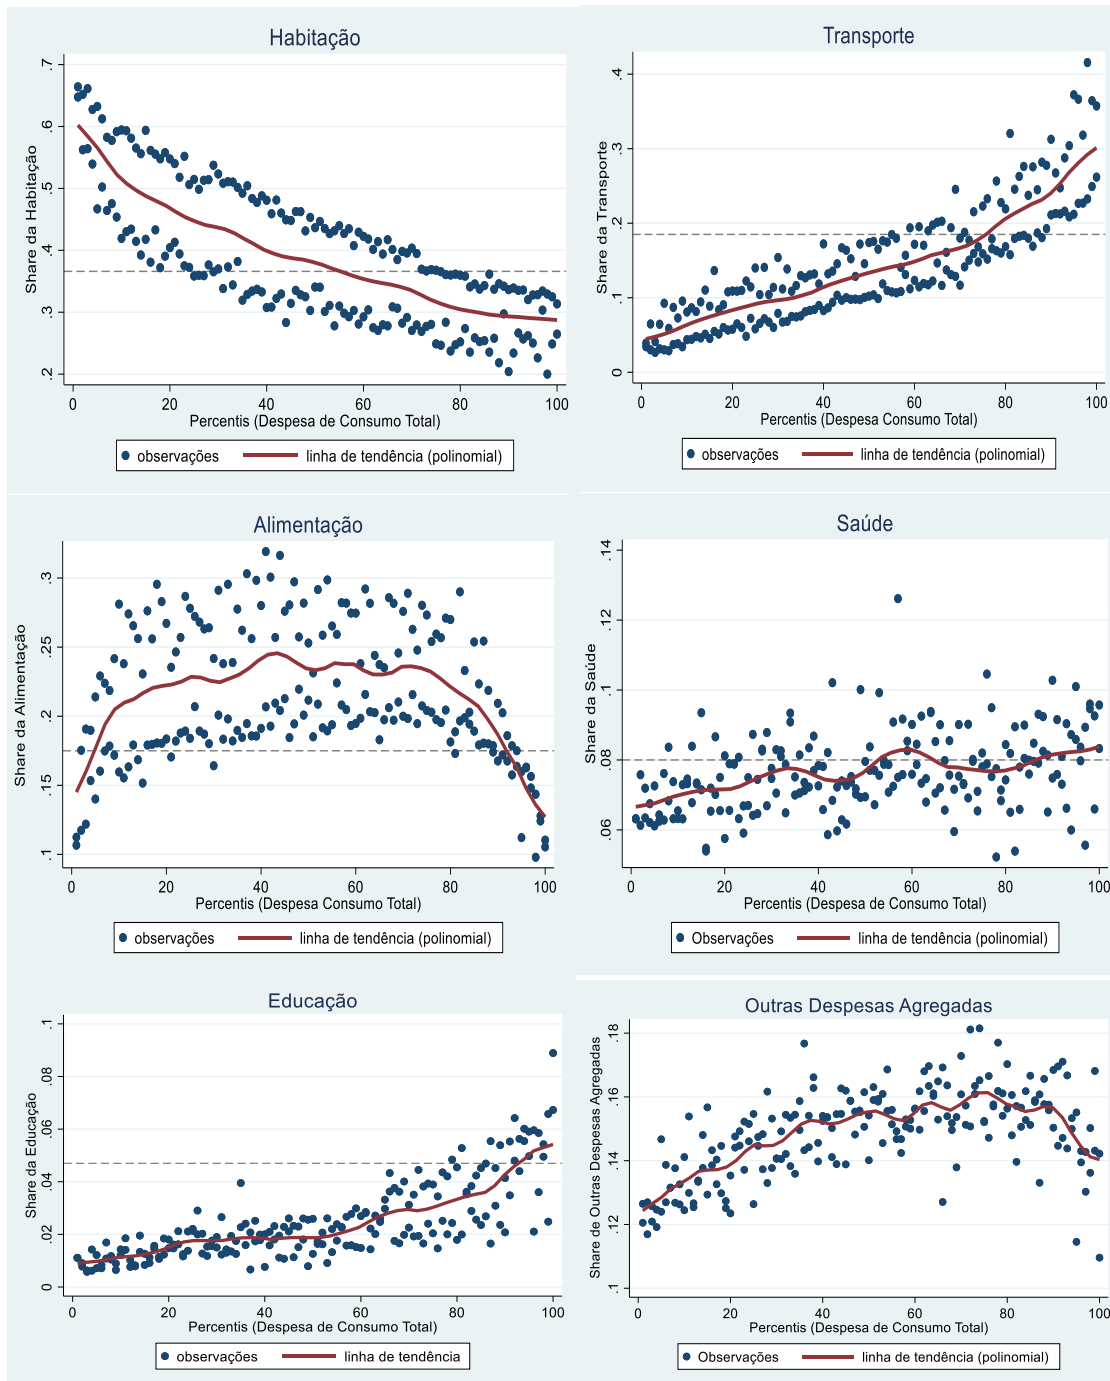 Habitação
Share da Habitação
.7
.6
.5
.4
.3
.2
0 20 40 60 80 100
Percentis (Despesa de Consumo Total)
observações linha de tendência (polinomial)
Transporte
Share da Transporte
.4
.3
.2
.1
0
0 20 40 60 80 100
Percentis (Despesa de Consumo Total)
observações linha de tendência (polinomial)
Alimentação
Share da Alimentação
.3
.25
.2
.15
.1
0 20 40 60 80 100
Percentis (Despesa Consumo Total)
observações linha de tendência (polinomial)
Saúde
Share da Saúde
.14
.12
.1
.08
.06
0 20 40 60 80 100
Percentis (Despesa de Consumo Total)
Observações linha de tendência (polinomial)
Educação
Share da Educação
.1
.08
.06
.04
.02
0
0 20 40 60 80 100
Percentis (Despesa de Consumo Total)
observações linha de tendência
Outras Despesas Agregadas
Share de Outras Despesas Agregadas
.18
.16
.14
.12
.1
0 20 40 60 80 100
Percentis (Despesa de Consumo Total)
Observações linha de tendência (polinomial)